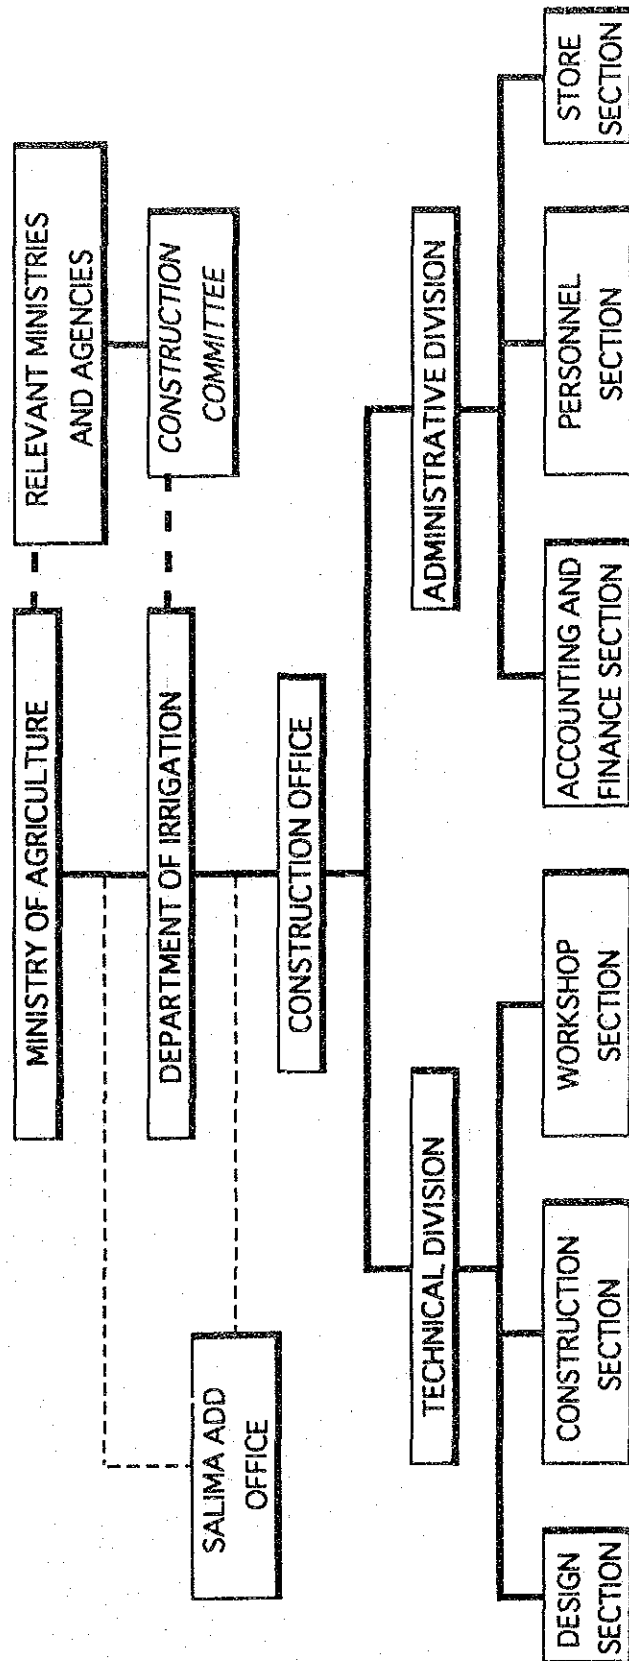 MINISTRY OF AGRICULTURE
RELEVANT MINISTRIES
AND AGENCIES
DEPARTMENT OF IRRIGATION
CONSTRUCTION
COMMITTEE
SALIMA ADD
OFFICE
CONSTRUCTION OFFICE
TECHNICAL DIVISION
ADMINISTRATIVE DIVISION
DESIGN
SECTION
CONSTRUCTION
SECTION
WORKSHOP
SECTION
ACCOUNTING AND
FINANCE SECTION
PERSONNEL
SECTION
STORE
SECTION